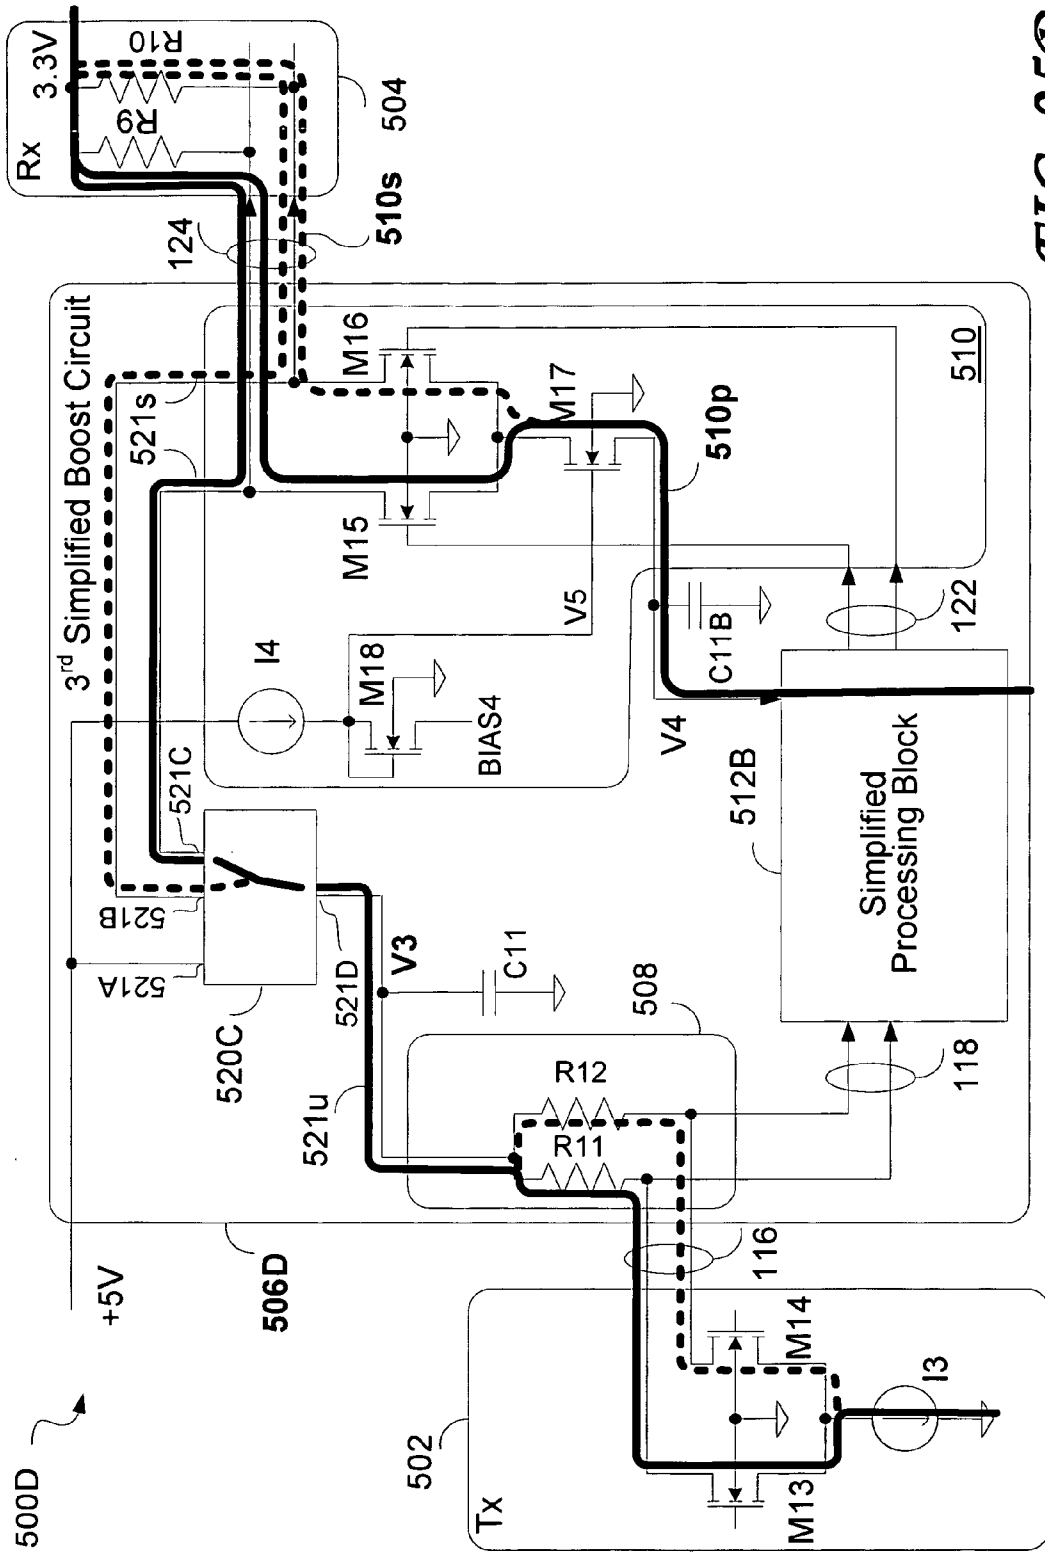 500D
+5V
506D
3rd Simplified Boost Circuit
Rx
3.3V
R9
R10
504
124
510s
521s
521
521A
521B
521C
521D
520C
521u
V3
C11
I4
M18
BIAS4
V5
M15
M16
M17
510p
510
V4
C11B
122
512B
Simplified
Processing Block
508
R11
R12
118
116
502
Tx
M13
M14
I3